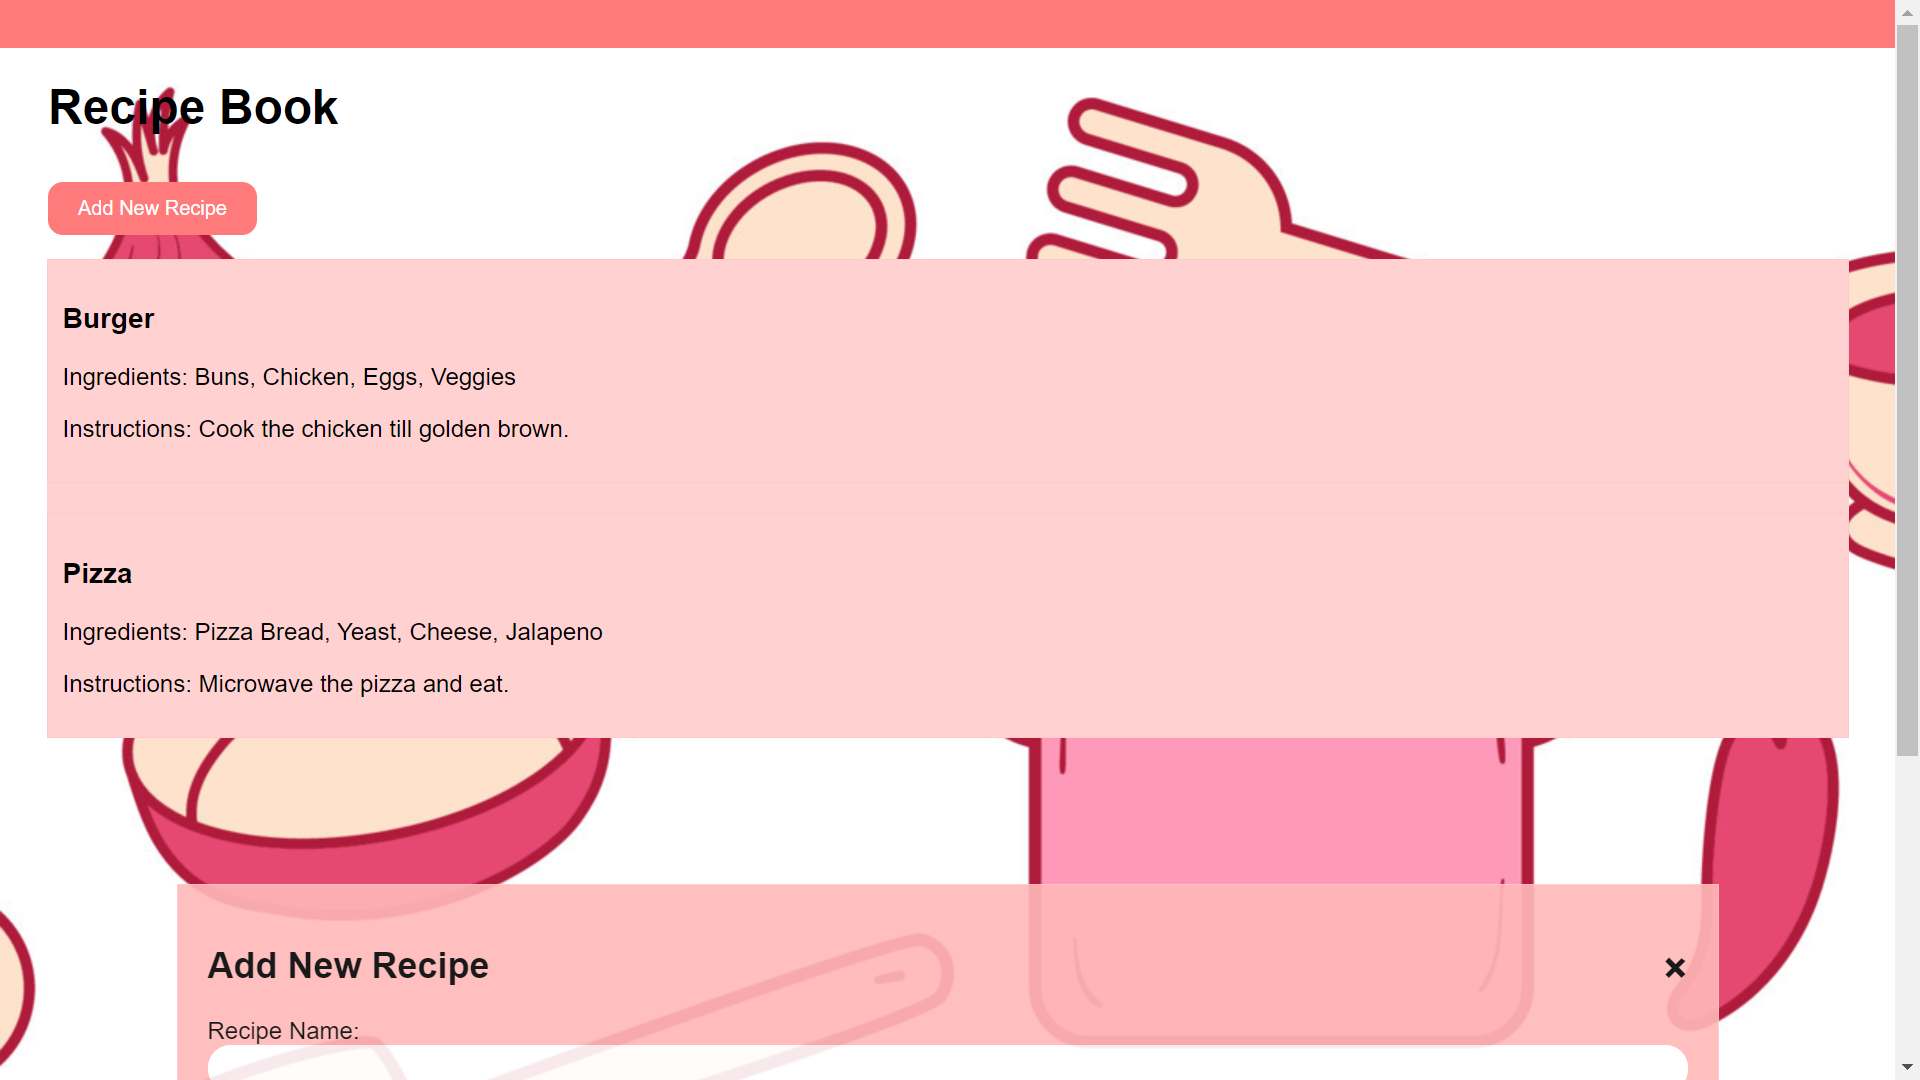 Recipe Book
Add New Recipe
Burger
Ingredients: Buns, Chicken, Eggs, Veggies
Instructions: Cook the chicken till golden brown.
Pizza
Ingredients: Pizza Bread, Yeast, Cheese, Jalapeno
Instructions: Microwave the pizza and eat.
Add New Recipe
Recipe Name: